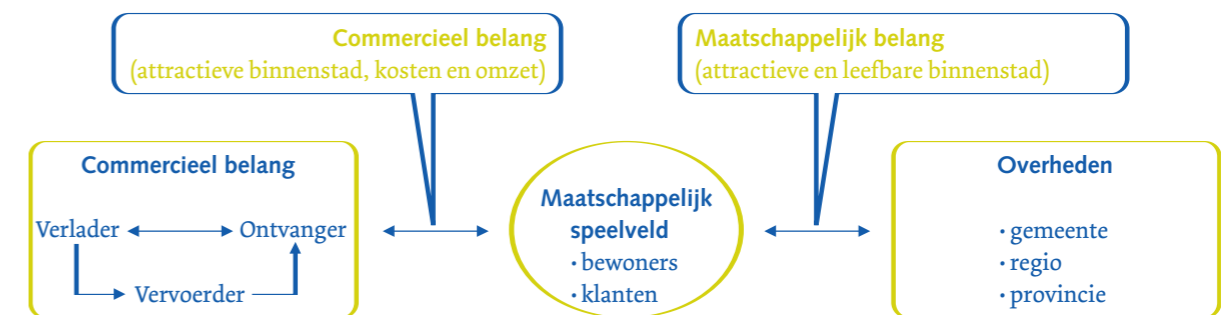 Commercieel belang
(attractieve binnenstad, kosten en omzet)
Maatschappelijk belang
(attractieve en leefbare binnenstad)
Commercieel belang
Verlader
Ontvanger
Vervoerder
Maatschappelijk
speelveld
· bewoners
· klanten
Overheden
· gemeente
· regio
· provincie